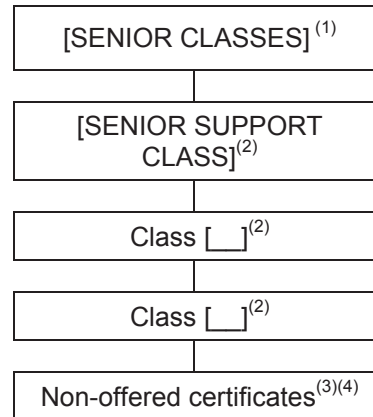 [SENIOR CLASSES] (1)
[SENIOR SUPPORT
CLASS](2)
Class [__](2)
Class [__](2)
Non-offered certificates(3)(4)